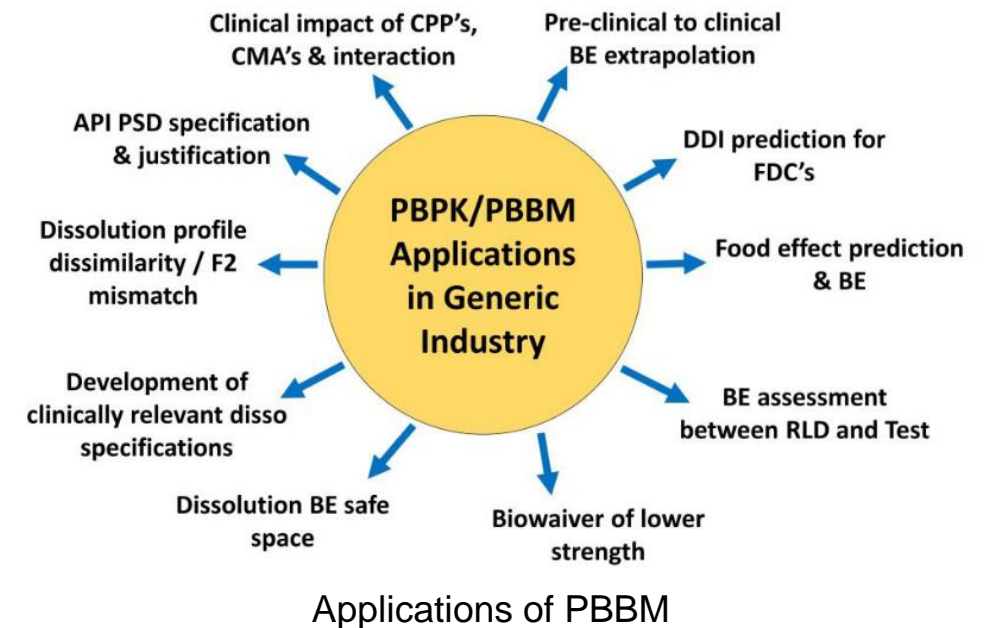 Clinical impact of CPP's,
CMA's & interaction
Pre-clinical to clinical
BE extrapolation
API PSD specification
& justification
DDI prediction for
FDC's
PBPK/PBBM
Applications
in Generic
Industry
Dissolution profile
dissimilarity / F2
mismatch
Food effect prediction
& BE
Development of
clinically relevant disso
specifications
BE assessment
between RLD and Test
Dissolution BE safe
space
Biowaiver of lower
strength
Applications of PBBM